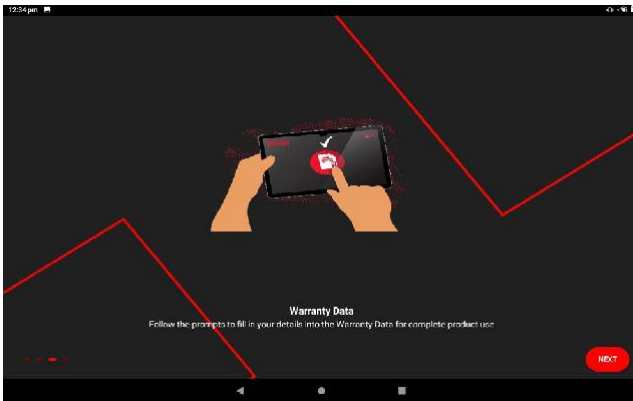 12:34 pm
Warranty Data
Follow the prompts to fill in your details into the Warranty Data for complete product use
NEXT